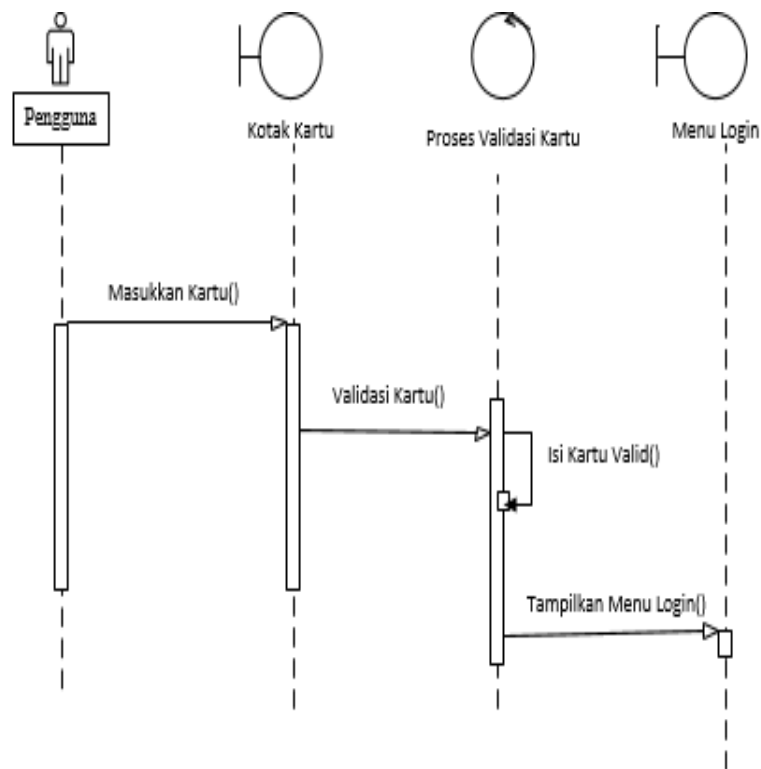 Pengguna
Kotak Kartu
Proses Validasi Kartu
Menu Login
Masukkan Kartu()
Validasi Kartu()
Isi Kartu Valid()
Tampilkan Menu Login()